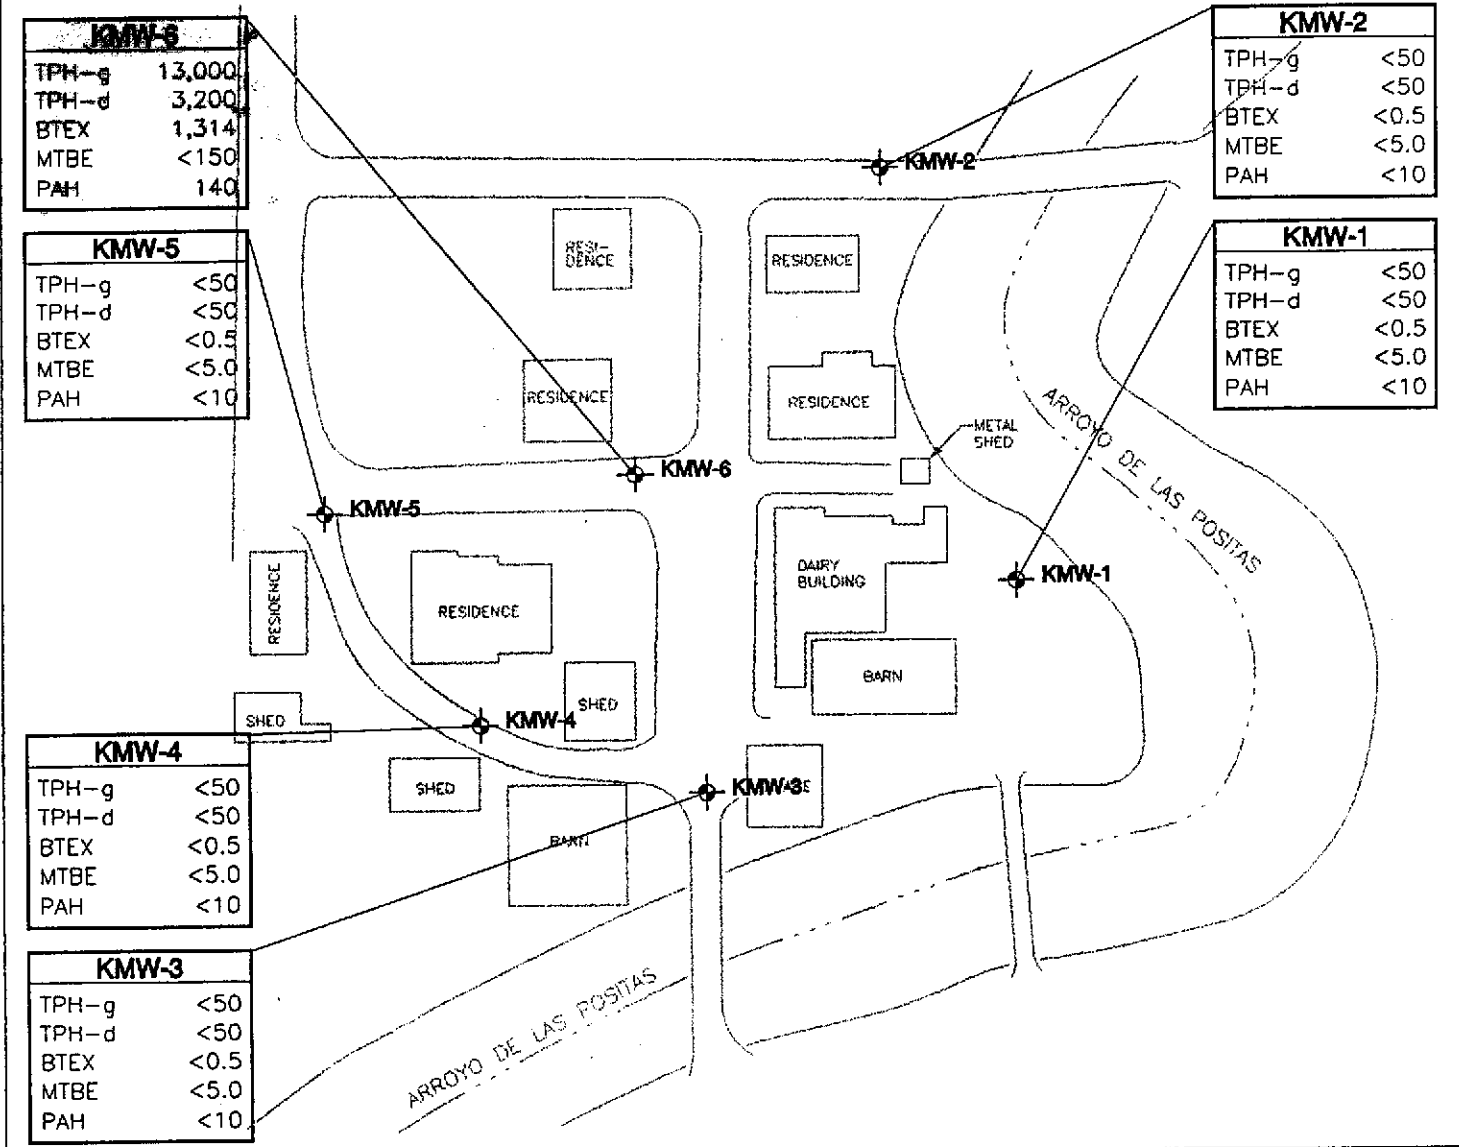 KMW-6
TPH-g 13,000
TPH-d 3,200
BTEX 1,314
MTBE <150
PAH 140
KMW-2
TPH-g <50
TPH-d <50
BTEX <0.5
MTBE <5.0
PAH <10
KMW-5
TPH-g <50
TPH-d <50
BTEX <0.5
MTBE <5.0
PAH <10
KMW-1
TPH-g <50
TPH-d <50
BTEX <0.5
MTBE <5.0
PAH <10
KMW-2
RESI-
DENCE
RESIDENCE
RESIDENCE
RESIDENCE
METAL
SHED
ARROYO DE LAS POSITAS
KMW-6
KMW-5
DAIRY
BUILDING
KMW-1
RESIDENCE
RESIDENCE
BARN
SHED
SHED
KMW-4
SHED
KMW-3
BARN
KMW-4
TPH-g <50
TPH-d <50
BTEX <0.5
MTBE <5.0
PAH <10
KMW-3
TPH-g <50
TPH-d <50
BTEX <0.5
MTBE <5.0
PAH <10
ARROYO DE LAS POSITAS